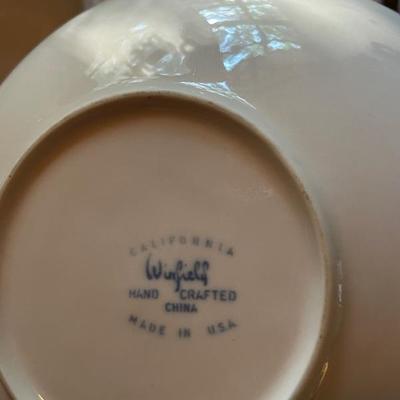 CALIFORNIA
Winfield
HAND CRAFTED
CHINA
MADE IN U.S.A.